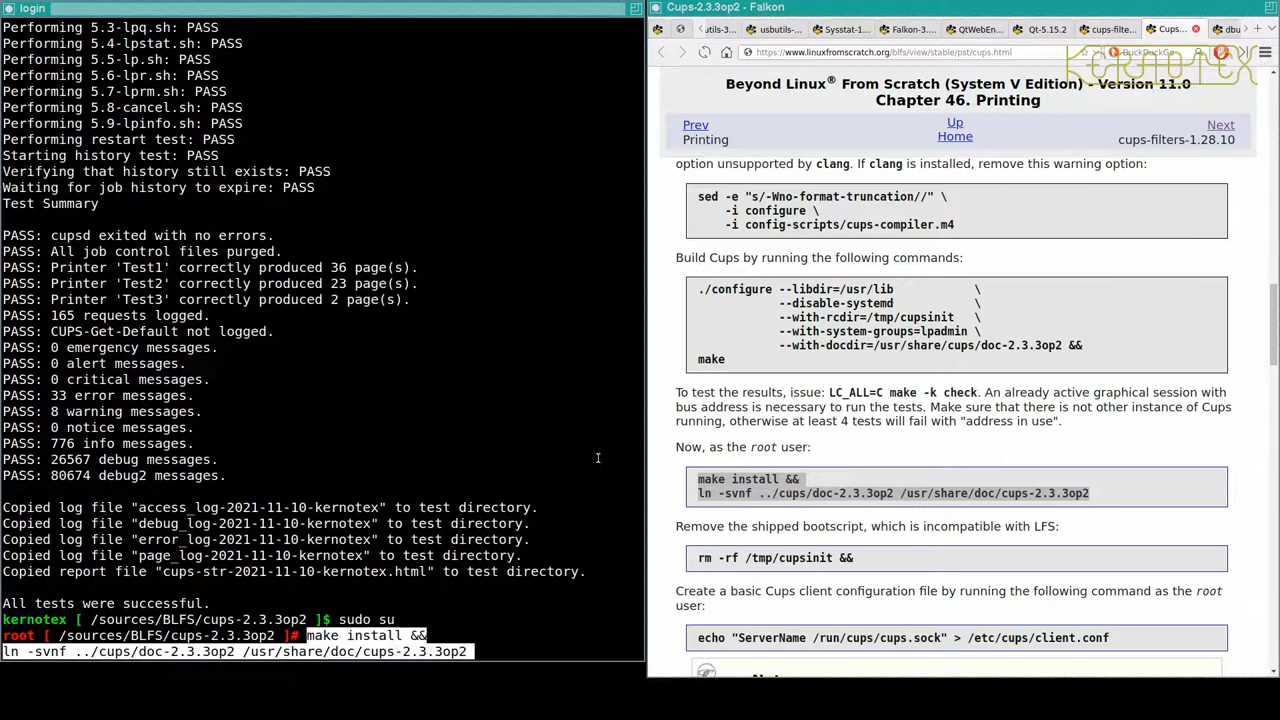 login
Performing 5.3-lpq.sh: PASS
Performing 5.4-lpstat.sh: PASS
Performing 5.5-lp.sh: PASS
Performing 5.6-lpr.sh: PASS
Performing 5.7-lprm.sh: PASS
Performing 5.8-cancel.sh: PASS
Performing 5.9-lpinfo.sh: PASS
Performing restart test: PASS
Starting history test: PASS
Verifying that history still exists: PASS
Waiting for job history to expire: PASS
Test Summary
PASS: cupsd exited with no errors.
PASS: All job control files purged.
PASS: Printer 'Test1' correctly produced 36 page(s).
PASS: Printer 'Test2' correctly produced 23 page(s).
PASS: Printer 'Test3' correctly produced 2 page(s).
PASS: 165 requests logged.
PASS: CUPS-Get-Default not logged.
PASS: 0 emergency messages.
PASS: 0 alert messages.
PASS: 0 critical messages.
PASS: 33 error messages.
PASS: 8 warning messages.
PASS: 0 notice messages.
PASS: 776 info messages.
PASS: 26567 debug messages.
PASS: 80674 debug2 messages.
Copied log file "access_log-2021-11-10-kernotex" to test directory.
Copied log file "debug_log-2021-11-10-kernotex" to test directory.
Copied log file "error_log-2021-11-10-kernotex" to test directory.
Copied log file "page_log-2021-11-10-kernotex" to test directory.
Copied report file "cups-str-2021-11-10-kernotex.html" to test directory.
All tests were successful.
kernotex [ /sources/BLFS/cups-2.3.3op2 ]$ sudo su
root [ /sources/BLFS/cups-2.3.3op2 ]# make install &&
ln -svnf ../cups/doc-2.3.3op2 /usr/share/doc/cups-2.3.3op2
Cups-2.3.3op2 - Falkon
utils-3... usbutils-... Sysstat-1... Falkon-3.... QtWebEn... Qt-5.15.2 cups-filte... Cups... dbu
https://www.linuxfromscratch.org/blfs/view/stable/pst/cups.html DuckDuckGo
KERNOTEX
Beyond Linux® From Scratch (System V Edition) - Version 11.0
Chapter 46. Printing
Prev Up Next
Printing Home cups-filters-1.28.10
option unsupported by clang. If clang is installed, remove this warning option:
sed -e "s/-Wno-format-truncation//" \
-i configure \
-i config-scripts/cups-compiler.m4
Build Cups by running the following commands:
./configure --libdir=/usr/lib \
--disable-systemd \
--with-rcdir=/tmp/cupsinit \
--with-system-groups=lpadmin \
--with-docdir=/usr/share/cups/doc-2.3.3op2 &&
make
To test the results, issue: LC_ALL=C make -k check. An already active graphical session with
bus address is necessary to run the tests. Make sure that there is not other instance of Cups
running, otherwise at least 4 tests will fail with "address in use".
Now, as the root user:
make install &&
ln -svnf ../cups/doc-2.3.3op2 /usr/share/doc/cups-2.3.3op2
Remove the shipped bootscript, which is incompatible with LFS:
rm -rf /tmp/cupsinit &&
Create a basic Cups client configuration file by running the following command as the root
user:
echo "ServerName /run/cups/cups.sock" > /etc/cups/client.conf